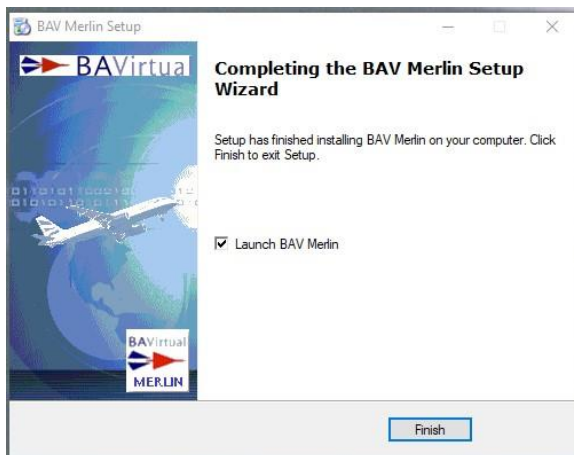 BAV Merlin Setup
BAVirtual
Completing the BAV Merlin Setup
Wizard
Setup has finished installing BAV Merlin on your computer. Click
Finish to exit Setup.
Launch BAV Merlin
BAVirtual
MERLIN
Finish